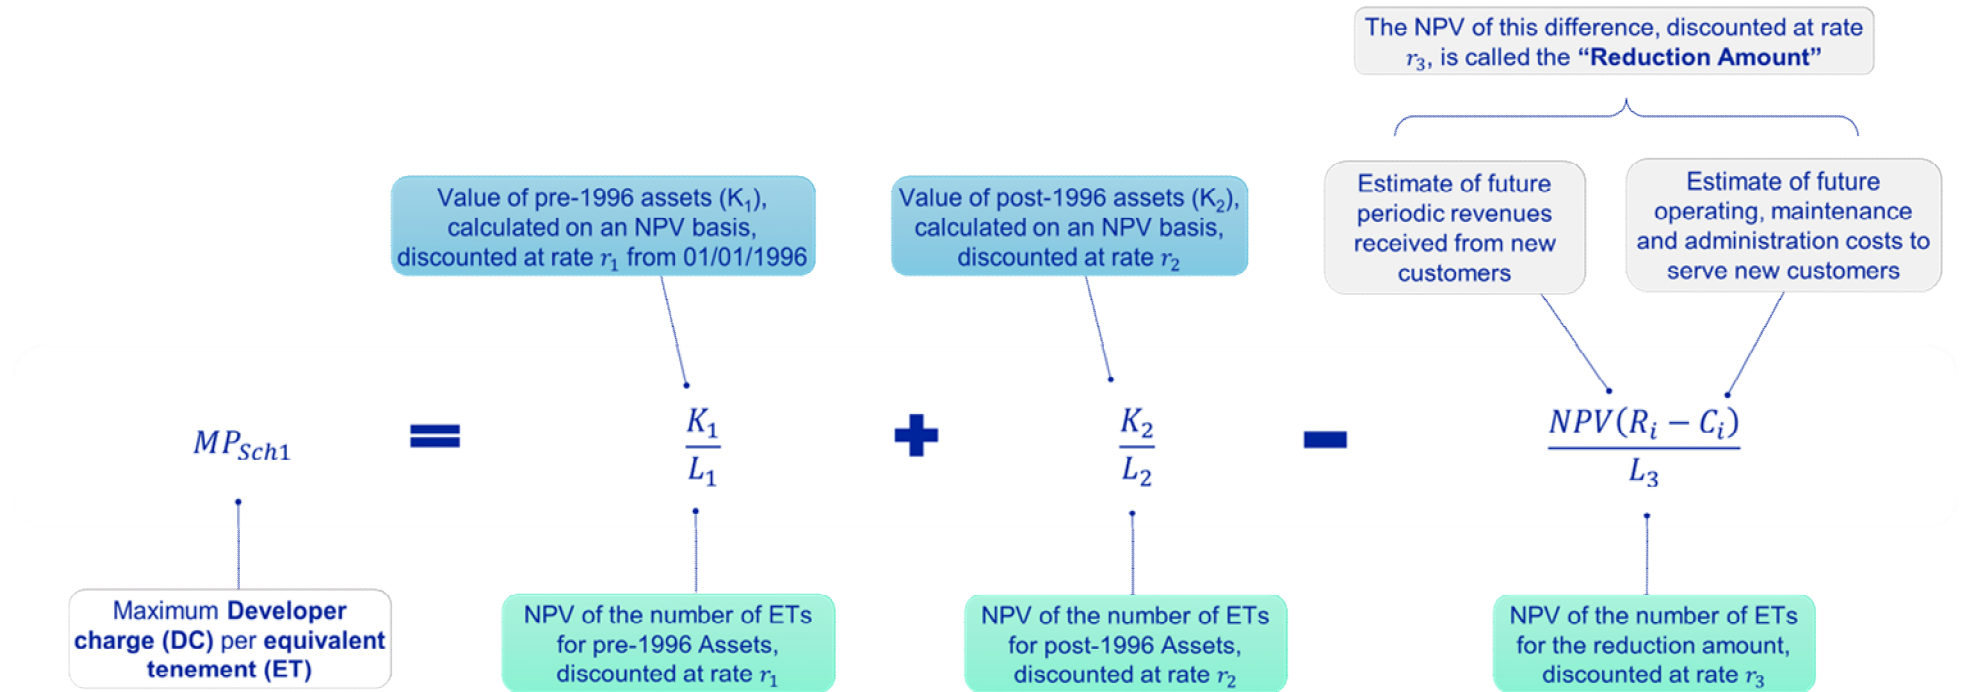 The NPV of this difference, discounted at rate
r₃, is called the “Reduction Amount”
Value of pre-1996 assets (K₁),
calculated on an NPV basis,
discounted at rate r₁ from 01/01/1996
Value of post-1996 assets (K₂),
calculated on an NPV basis,
discounted at rate r₂
Estimate of future
periodic revenues
received from new
customers
Estimate of future
operating, maintenance
and administration costs to
serve new customers
MP_Sch1 = K₁/L₁ + K₂/L₂ − NPV(Rᵢ − Cᵢ)/L₃
Maximum Developer
charge (DC) per equivalent
tenement (ET)
NPV of the number of ETs
for pre-1996 Assets,
discounted at rate r₁
NPV of the number of ETs
for post-1996 Assets,
discounted at rate r₂
NPV of the number of ETs
for the reduction amount,
discounted at rate r₃